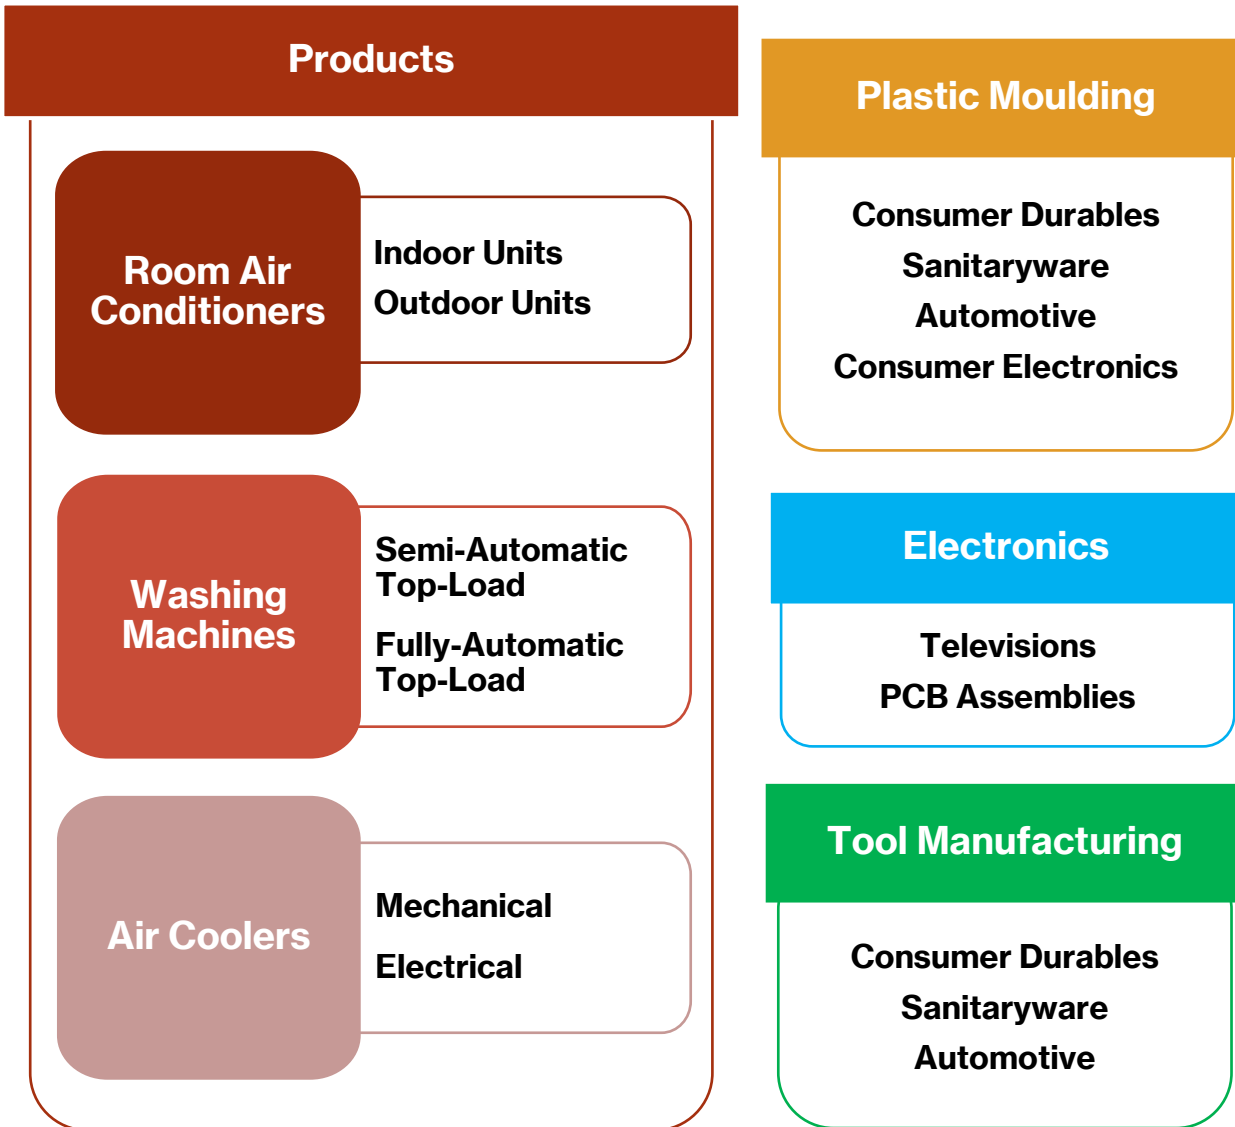 Products
Room Air
Conditioners
Indoor Units
Outdoor Units
Washing
Machines
Semi-Automatic
Top-Load
Fully-Automatic
Top-Load
Air Coolers
Mechanical
Electrical
Plastic Moulding
Consumer Durables
Sanitaryware
Automotive
Consumer Electronics
Electronics
Televisions
PCB Assemblies
Tool Manufacturing
Consumer Durables
Sanitaryware
Automotive